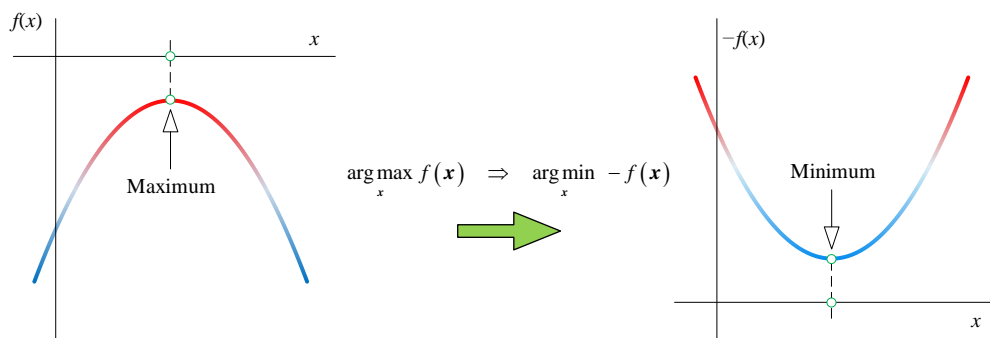 f(x)
x
Maximum
arg max f(x) ⇒ arg min −f(x)
x x
−f(x)
Minimum
x